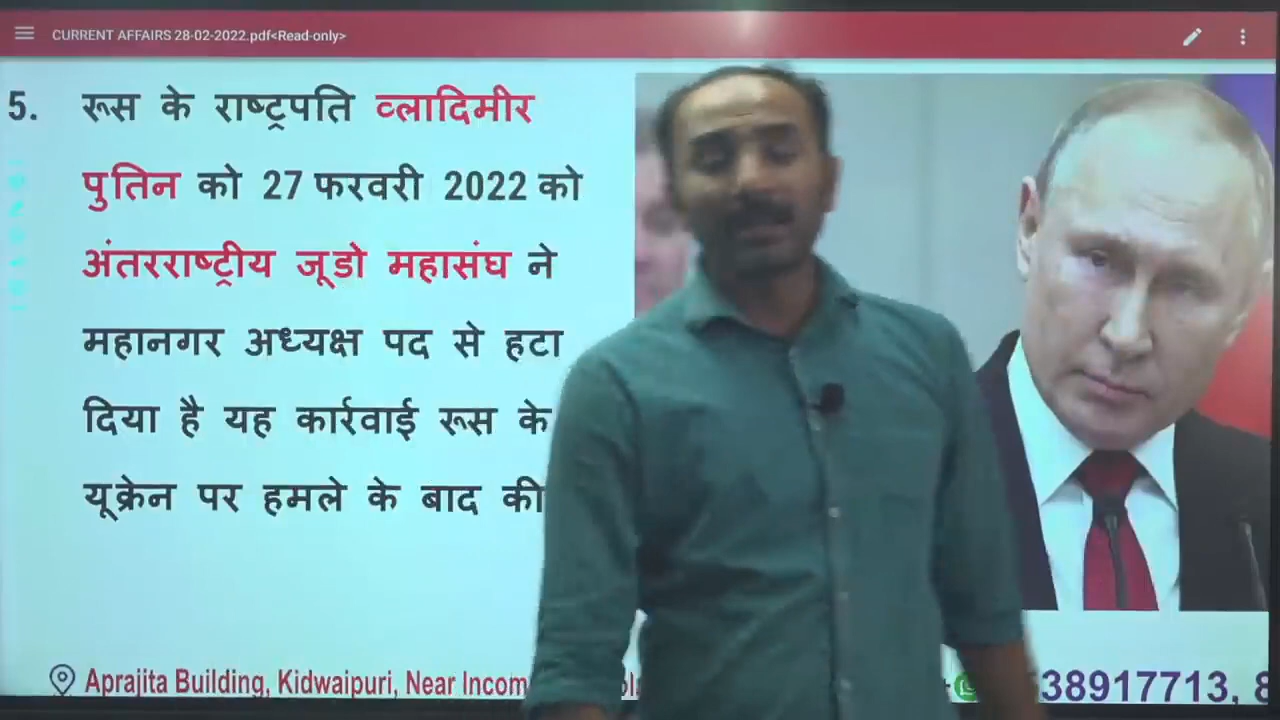 CURRENT AFFAIRS 28-02-2022.pdf<Read-only>
5. रूस के राष्ट्रपति व्लादिमीर
पुतिन को 27 फरवरी 2022 को
अंतरराष्ट्रीय जूडो महासंघ ने
महानगर अध्यक्ष पद से हटा
दिया है यह कार्रवाई रूस के
यूक्रेन पर हमले के बाद की
Aprajita Building, Kidwaipuri, Near Incom
38917713, 8